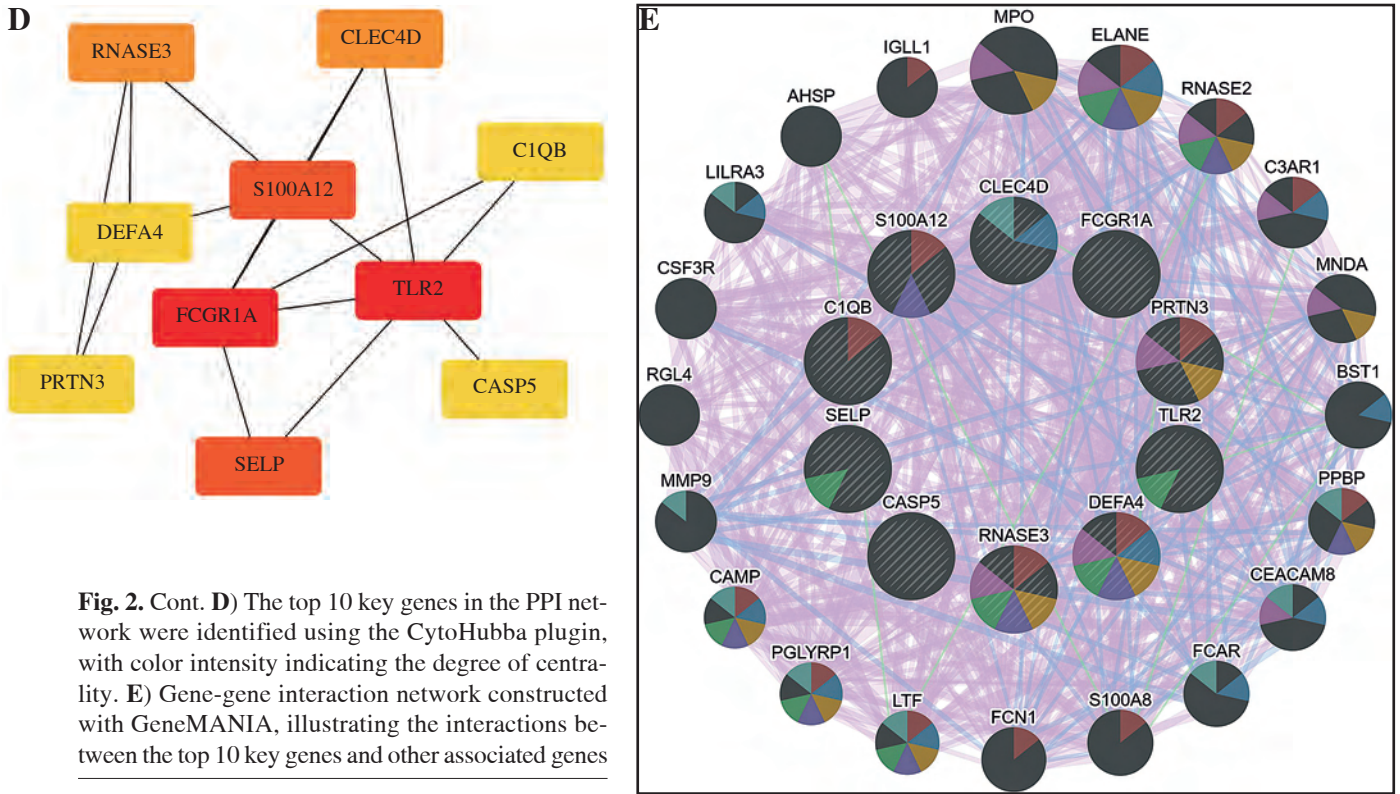 D
RNASE3
CLEC4D
C1QB
S100A12
DEFA4
TLR2
FCGR1A
PRTN3
CASP5
SELP
Fig. 2. Cont. D) The top 10 key genes in the PPI net-
work were identified using the CytoHubba plugin,
with color intensity indicating the degree of centra-
lity. E) Gene-gene interaction network constructed
with GeneMANIA, illustrating the interactions be-
tween the top 10 key genes and other associated genes
E
MPO
IGLL1
ELANE
AHSP
RNASE2
LILRA3
CLEC4D
C3AR1
S100A12
FCGR1A
CSF3R
MNDA
C1QB
PRTN3
RGL4
BST1
SELP
TLR2
MMP9
PPBP
CASP5
DEFA4
RNASE3
CAMP
CEACAM8
PGLYRP1
FCAR
LTF
FCN1
S100A8